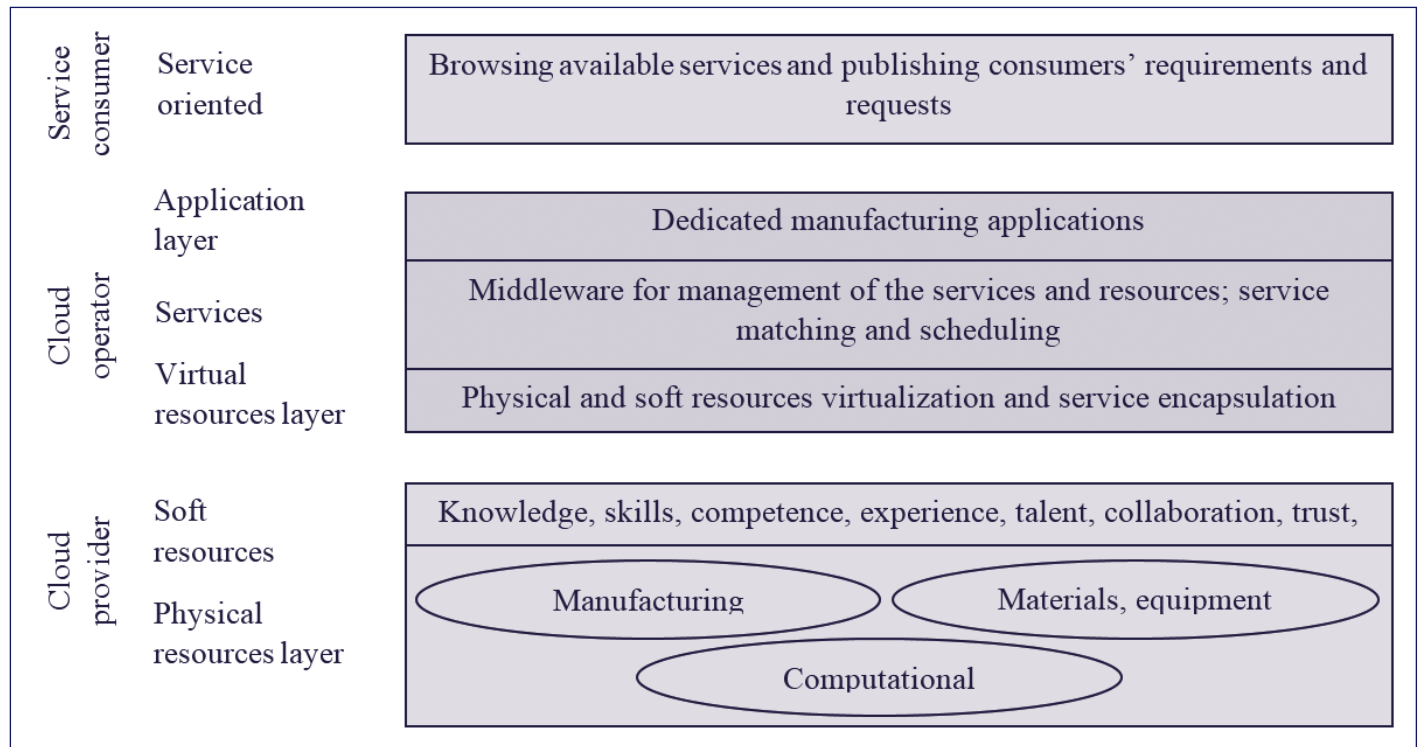 Service
consumer
Service
oriented
Browsing available services and publishing consumers’ requirements and
requests
Cloud
operator
Application
layer
Dedicated manufacturing applications
Services
Middleware for management of the services and resources; service
matching and scheduling
Virtual
resources layer
Physical and soft resources virtualization and service encapsulation
Cloud
provider
Soft
resources
Knowledge, skills, competence, experience, talent, collaboration, trust,
Physical
resources layer
Manufacturing
Materials, equipment
Computational